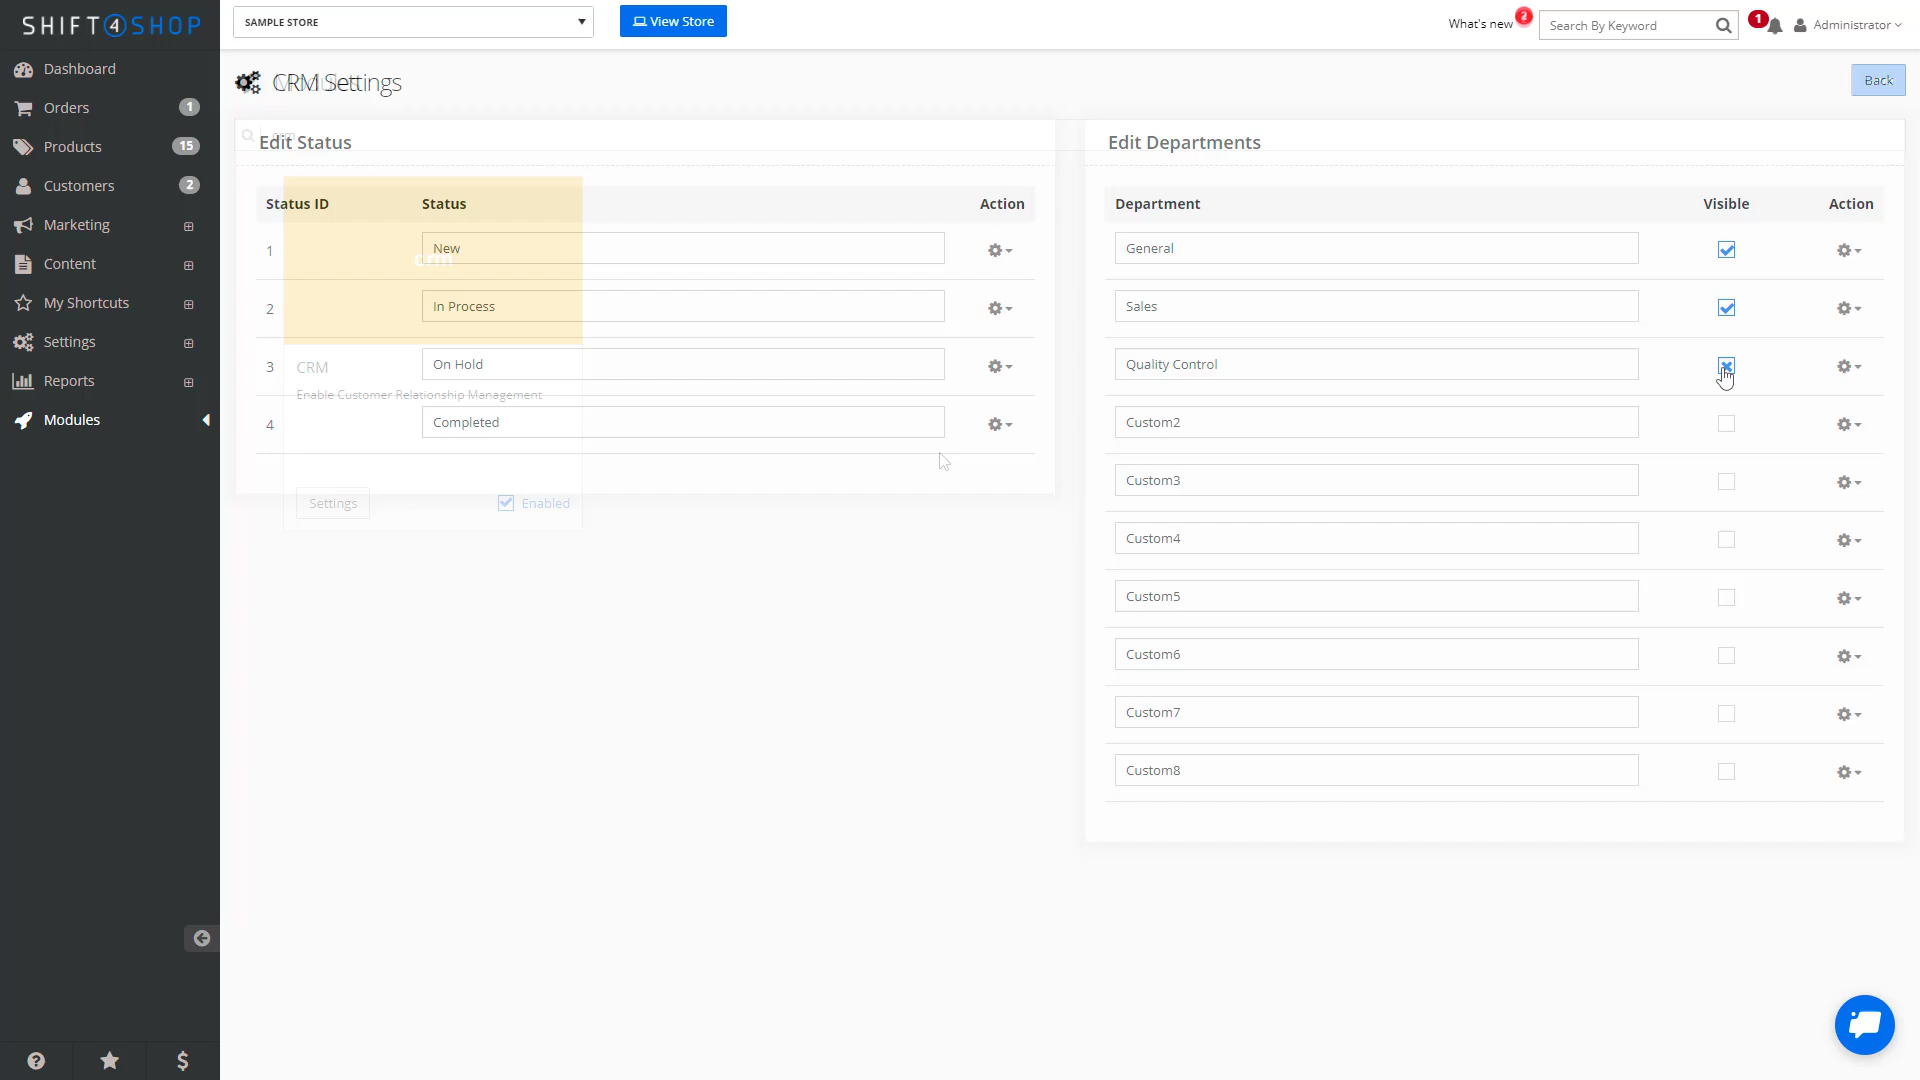 SHIFT4SHOP
SAMPLE STORE
View Store
What's new
2
Search By Keyword
1
Administrator
Dashboard
Orders
1
Products
15
Customers
2
Marketing
Content
My Shortcuts
Settings
Reports
Modules
CRM Settings
Back
crm
Edit Status
Status ID
Status
Action
1
New
crm
2
In Process
3
On Hold
CRM
Enable Customer Relationship Management
4
Completed
Settings
Enabled
Edit Departments
Department
Visible
Action
General
Sales
Quality Control
Custom2
Custom3
Custom4
Custom5
Custom6
Custom7
Custom8